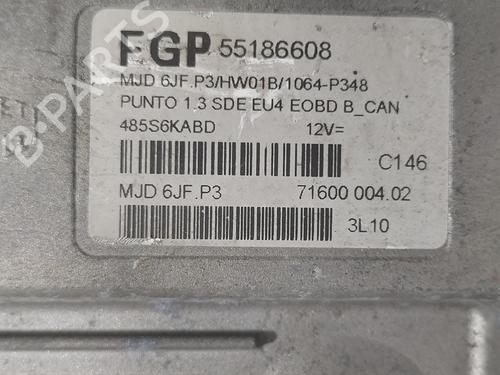 FGP 55186608
MJD 6JF.P3/HW01B/1064-P348
PUNTO 1.3 SDE EU4 EOBD B_CAN
485S6KABD 12V=
C146
MJD 6JF.P3 71600 004.02
3L10
B-PARTS